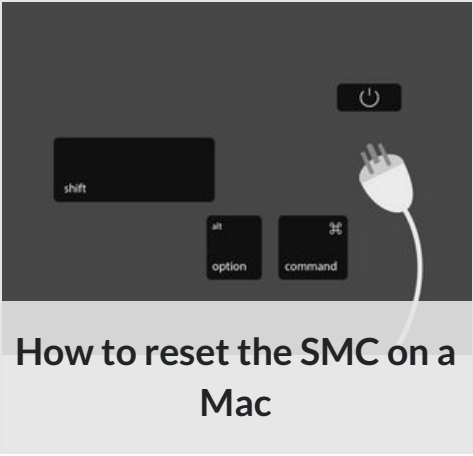 shift
alt
option
⌘
command
How to reset the SMC on a
Mac